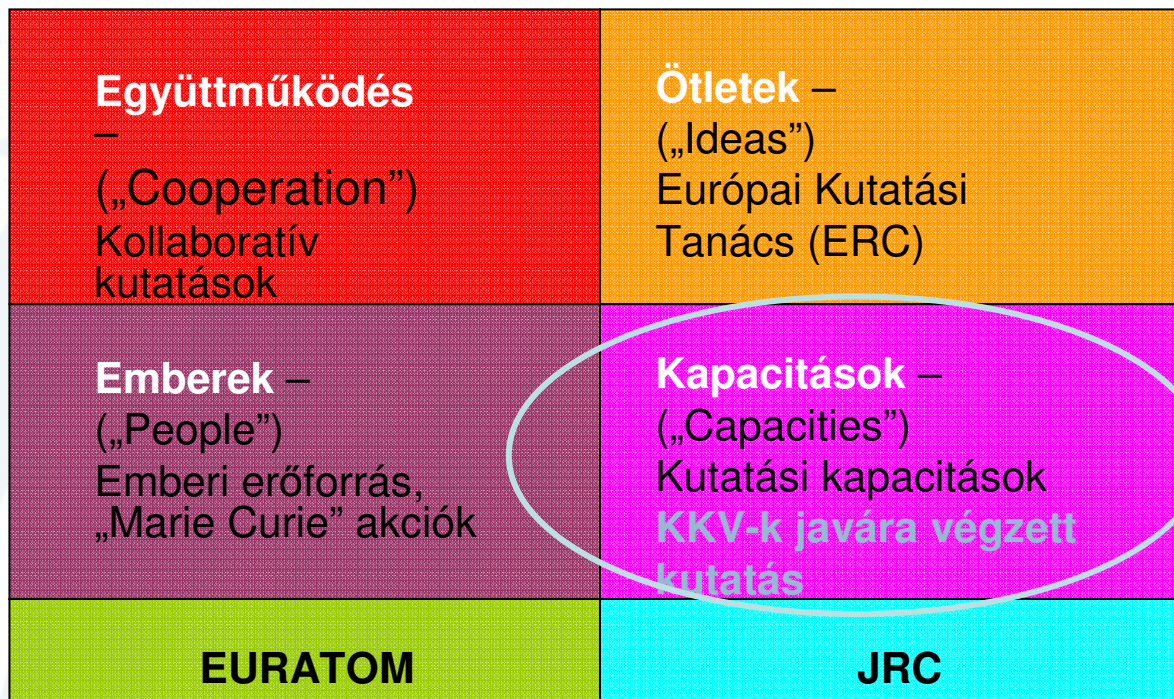 Együttműködés
–
(„Cooperation”)
Kollaboratív
kutatások
Ötletek –
(„Ideas”)
Európai Kutatási
Tanács (ERC)
Emberek –
(„People”)
Emberi erőforrás,
„Marie Curie” akciók
Kapacitások –
(„Capacities”)
Kutatási kapacitások
KKV-k javára végzett
kutatás
EURATOM
JRC